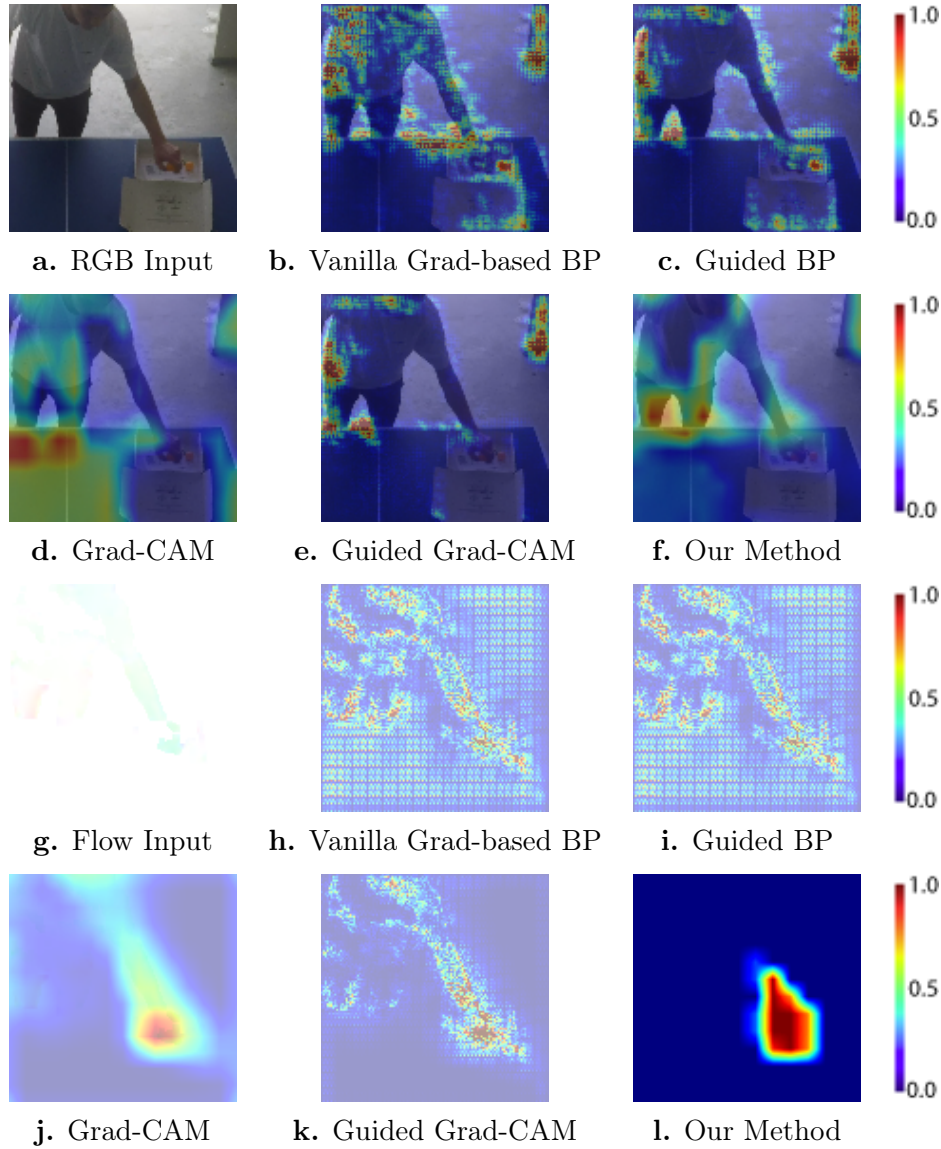 1.0
0.5
0.0
a. RGB Input
b. Vanilla Grad-based BP
c. Guided BP
1.0
0.5
0.0
d. Grad-CAM
e. Guided Grad-CAM
f. Our Method
1.0
0.5
0.0
g. Flow Input
h. Vanilla Grad-based BP
i. Guided BP
1.0
0.5
0.0
j. Grad-CAM
k. Guided Grad-CAM
l. Our Method